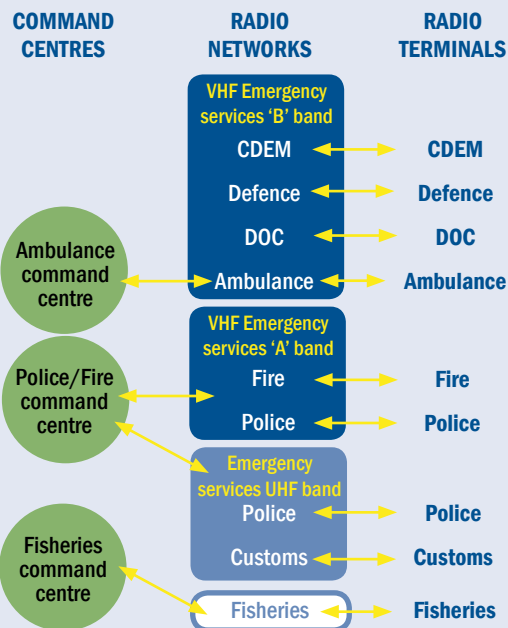 COMMAND
CENTRES
RADIO
NETWORKS
RADIO
TERMINALS
VHF Emergency
services ‘B’ band
CDEM
CDEM
Defence
Defence
DOC
DOC
Ambulance
command
centre
Ambulance
Ambulance
VHF Emergency
services ‘A’ band
Police/Fire
command
centre
Fire
Fire
Police
Police
Emergency
services UHF band
Police
Police
Customs
Customs
Fisheries
command
centre
Fisheries
Fisheries